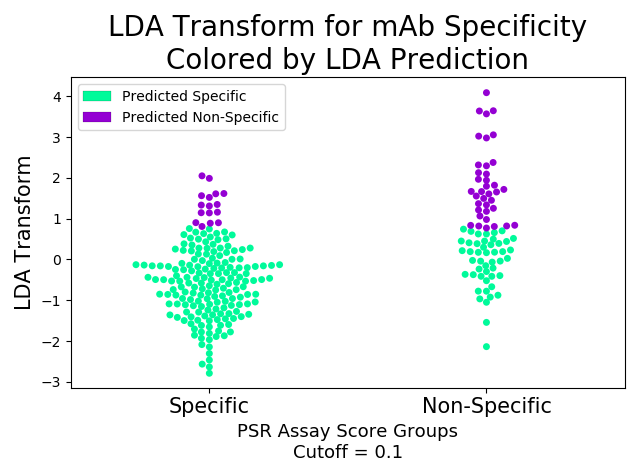 LDA Transform for mAb Specificity
Colored by LDA Prediction
Predicted Specific
Predicted Non-Specific
LDA Transform
4
3
2
1
0
−1
−2
−3
Specific
Non-Specific
PSR Assay Score Groups
Cutoff = 0.1